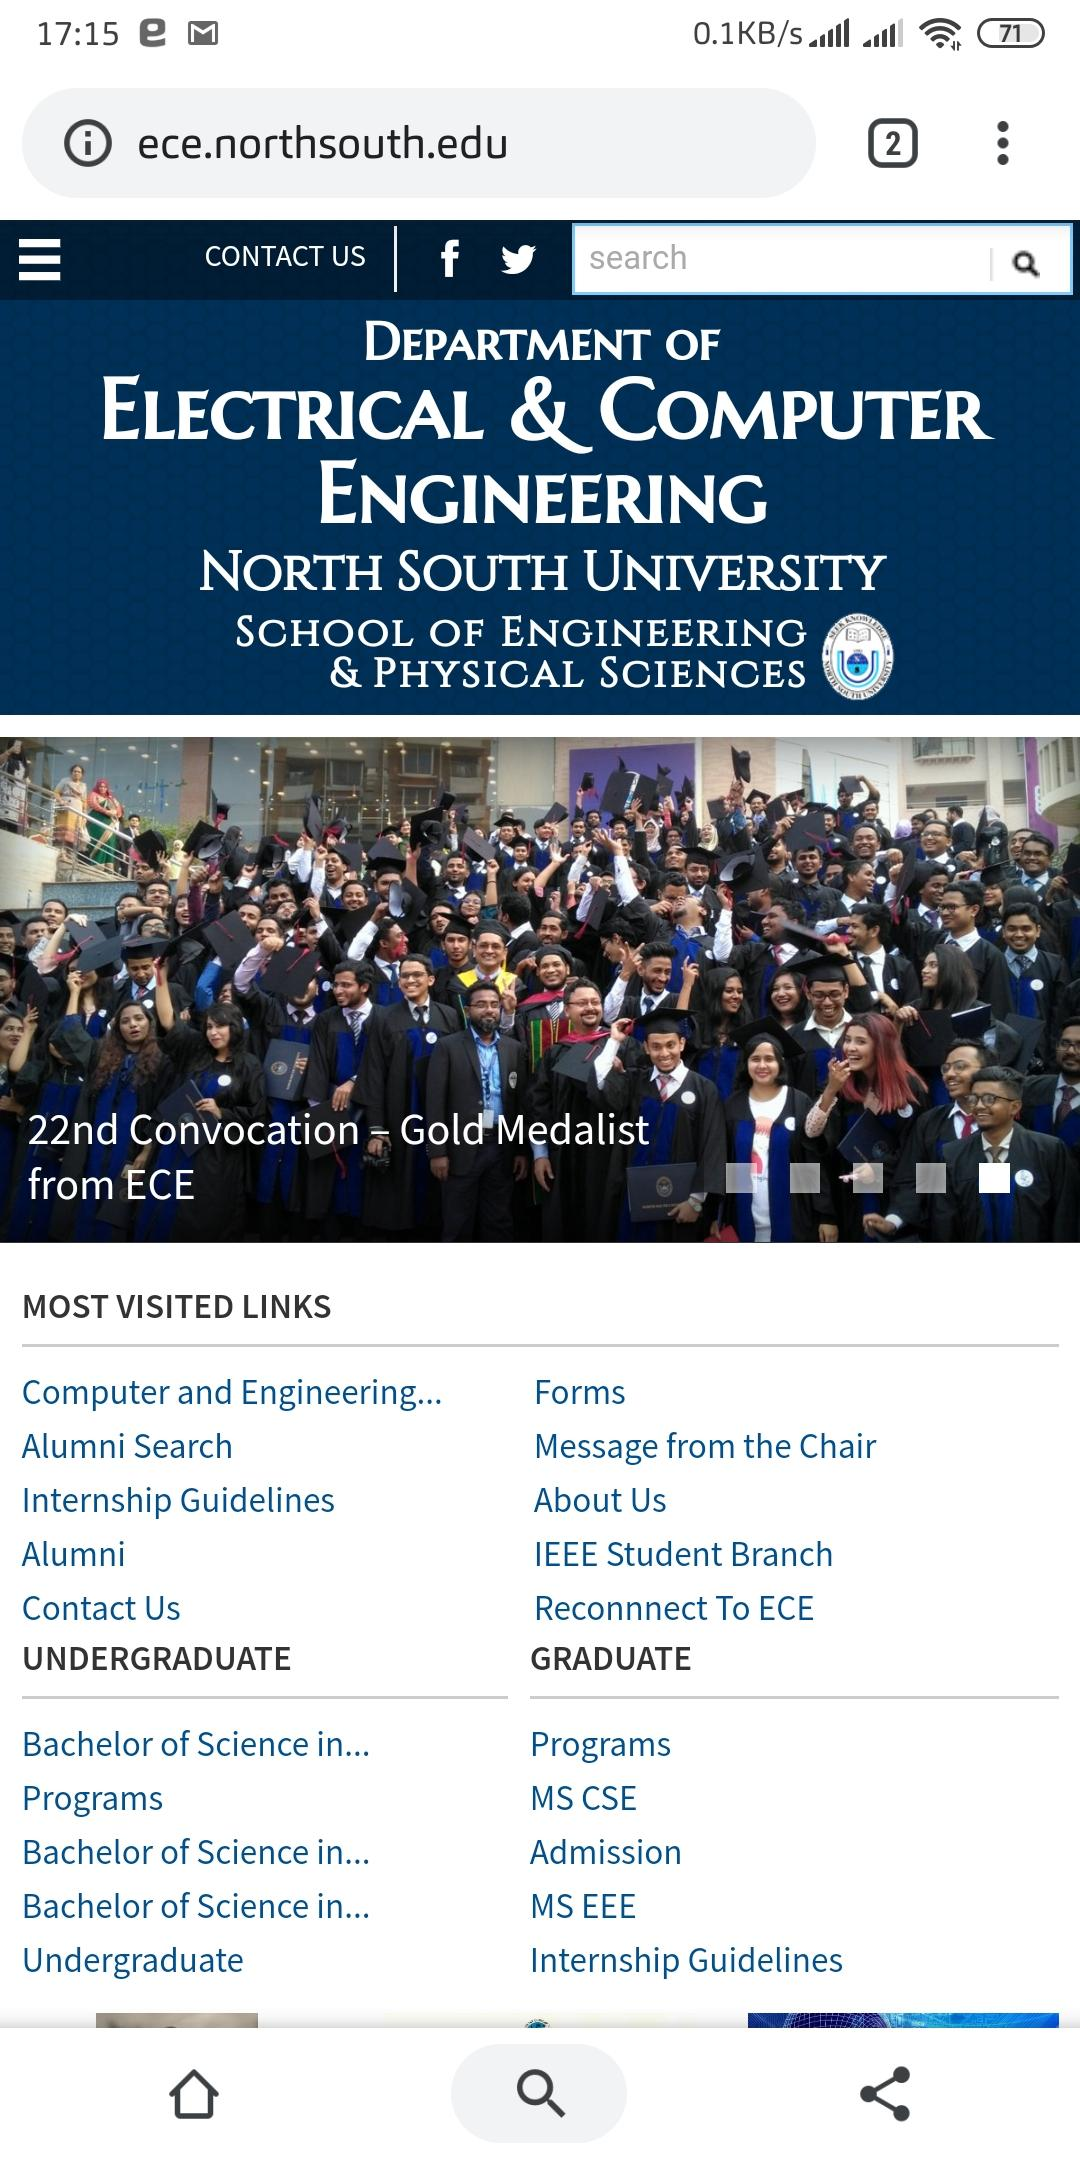 17:15
0.1KB/s
71
ece.northsouth.edu
2
CONTACT US
search
DEPARTMENT OF
ELECTRICAL & COMPUTER
ENGINEERING
NORTH SOUTH UNIVERSITY
SCHOOL OF ENGINEERING
& PHYSICAL SCIENCES
22nd Convocation – Gold Medalist
from ECE
MOST VISITED LINKS
Computer and Engineering...
Forms
Alumni Search
Message from the Chair
Internship Guidelines
About Us
Alumni
IEEE Student Branch
Contact Us
Reconnnect To ECE
UNDERGRADUATE
GRADUATE
Bachelor of Science in...
Programs
Programs
MS CSE
Bachelor of Science in...
Admission
Bachelor of Science in...
MS EEE
Undergraduate
Internship Guidelines